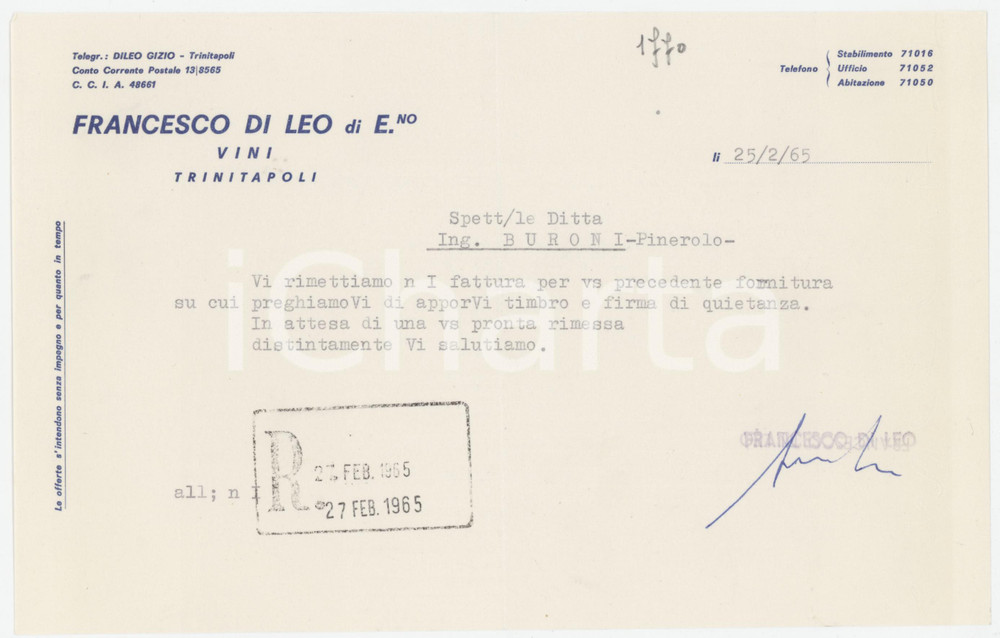 Telegr.: DILEO GIZIO - Trinitapoli
Conto Corrente Postale 13|8565
C. C. I. A. 48661
Telefono
Stabilimento 71016
Ufficio 71052
Abitazione 71050
FRANCESCO DI LEO di E.NO
VINI
TRINITAPOLI
li 25/2/65
Spett/le Ditta
Ing. B U R O N I-Pinerolo-
Vi rimettiamo n I fattura per vs precedente fornitura
su cui preghiamoVi di apporVi timbro e firma di quietanza.
In attesa di una vs pronta rimessa
distintamente Vi salutiamo.
Le offerte s'intendono senza impegno e per quanto in tempo
iCharta
FRANCESCO DI LEO
all; n I
R.
FEB. 1965
27 FEB. 1965